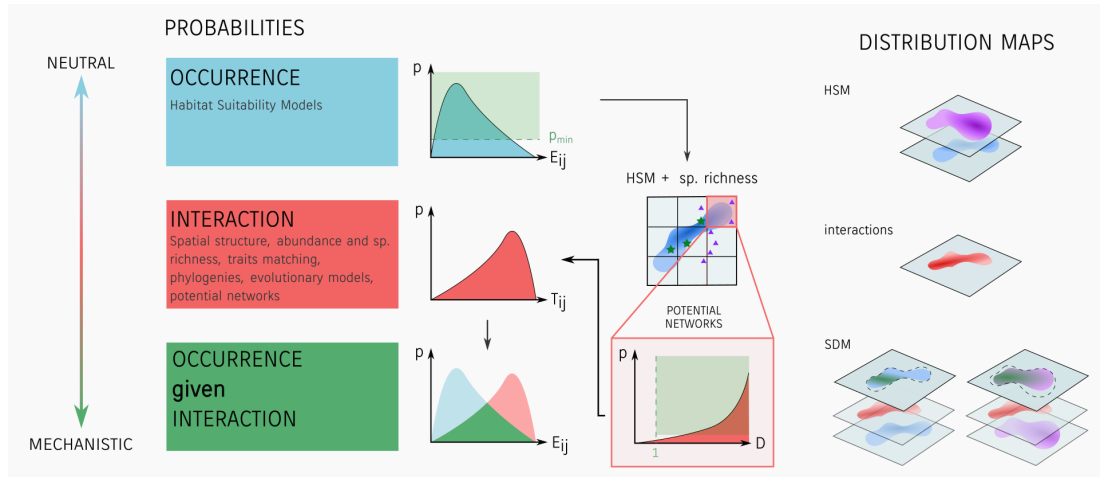 PROBABILITIES
DISTRIBUTION MAPS
NEUTRAL
OCCURRENCE
Habitat Suitability Models
p
pmin
Eij
HSM
HSM + sp. richness
INTERACTION
Spatial structure, abundance and sp.
richness, traits matching,
phylogenies, evolutionary models,
potential networks
p
Tij
interactions
POTENTIAL
NETWORKS
OCCURRENCE
given
INTERACTION
p
Eij
p
1
D
SDM
MECHANISTIC